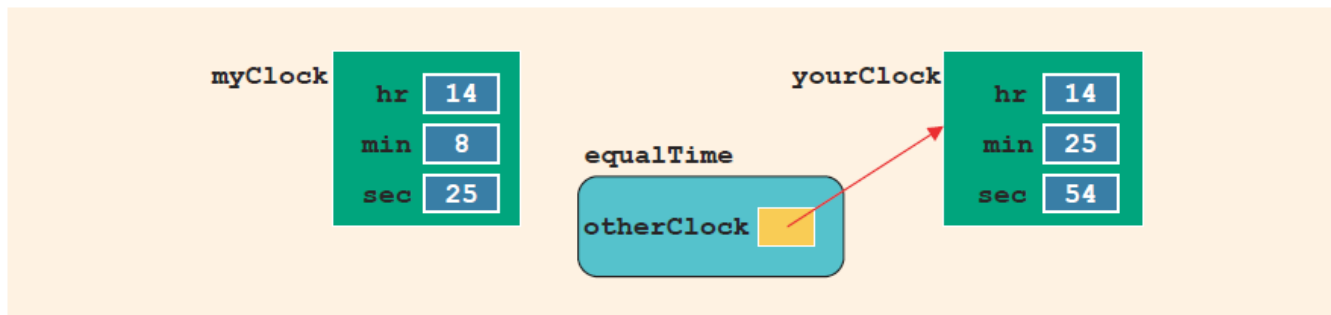 myClock
hr 14
min 8
sec 25
equalTime
otherClock
yourClock
hr 14
min 25
sec 54